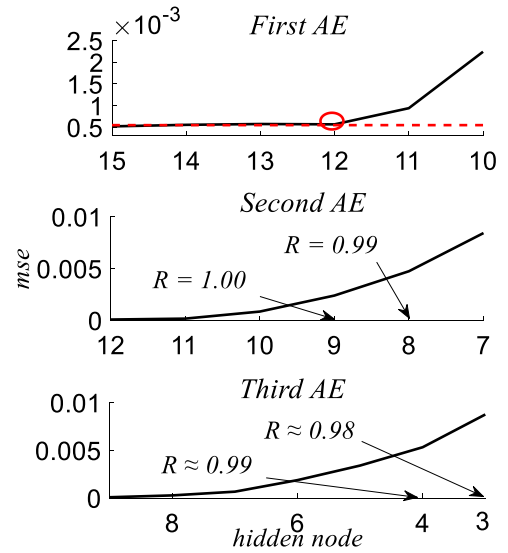 ×10⁻³ First AE
2.5
2
1.5
1
0.5
15 14 13 12 11 10
Second AE
0.01
0.005
0
R = 0.99
R = 1.00
12 11 10 9 8 7
mse
Third AE
0.01
0.005
0
R ≈ 0.98
R ≈ 0.99
8 6 4 3
hidden node